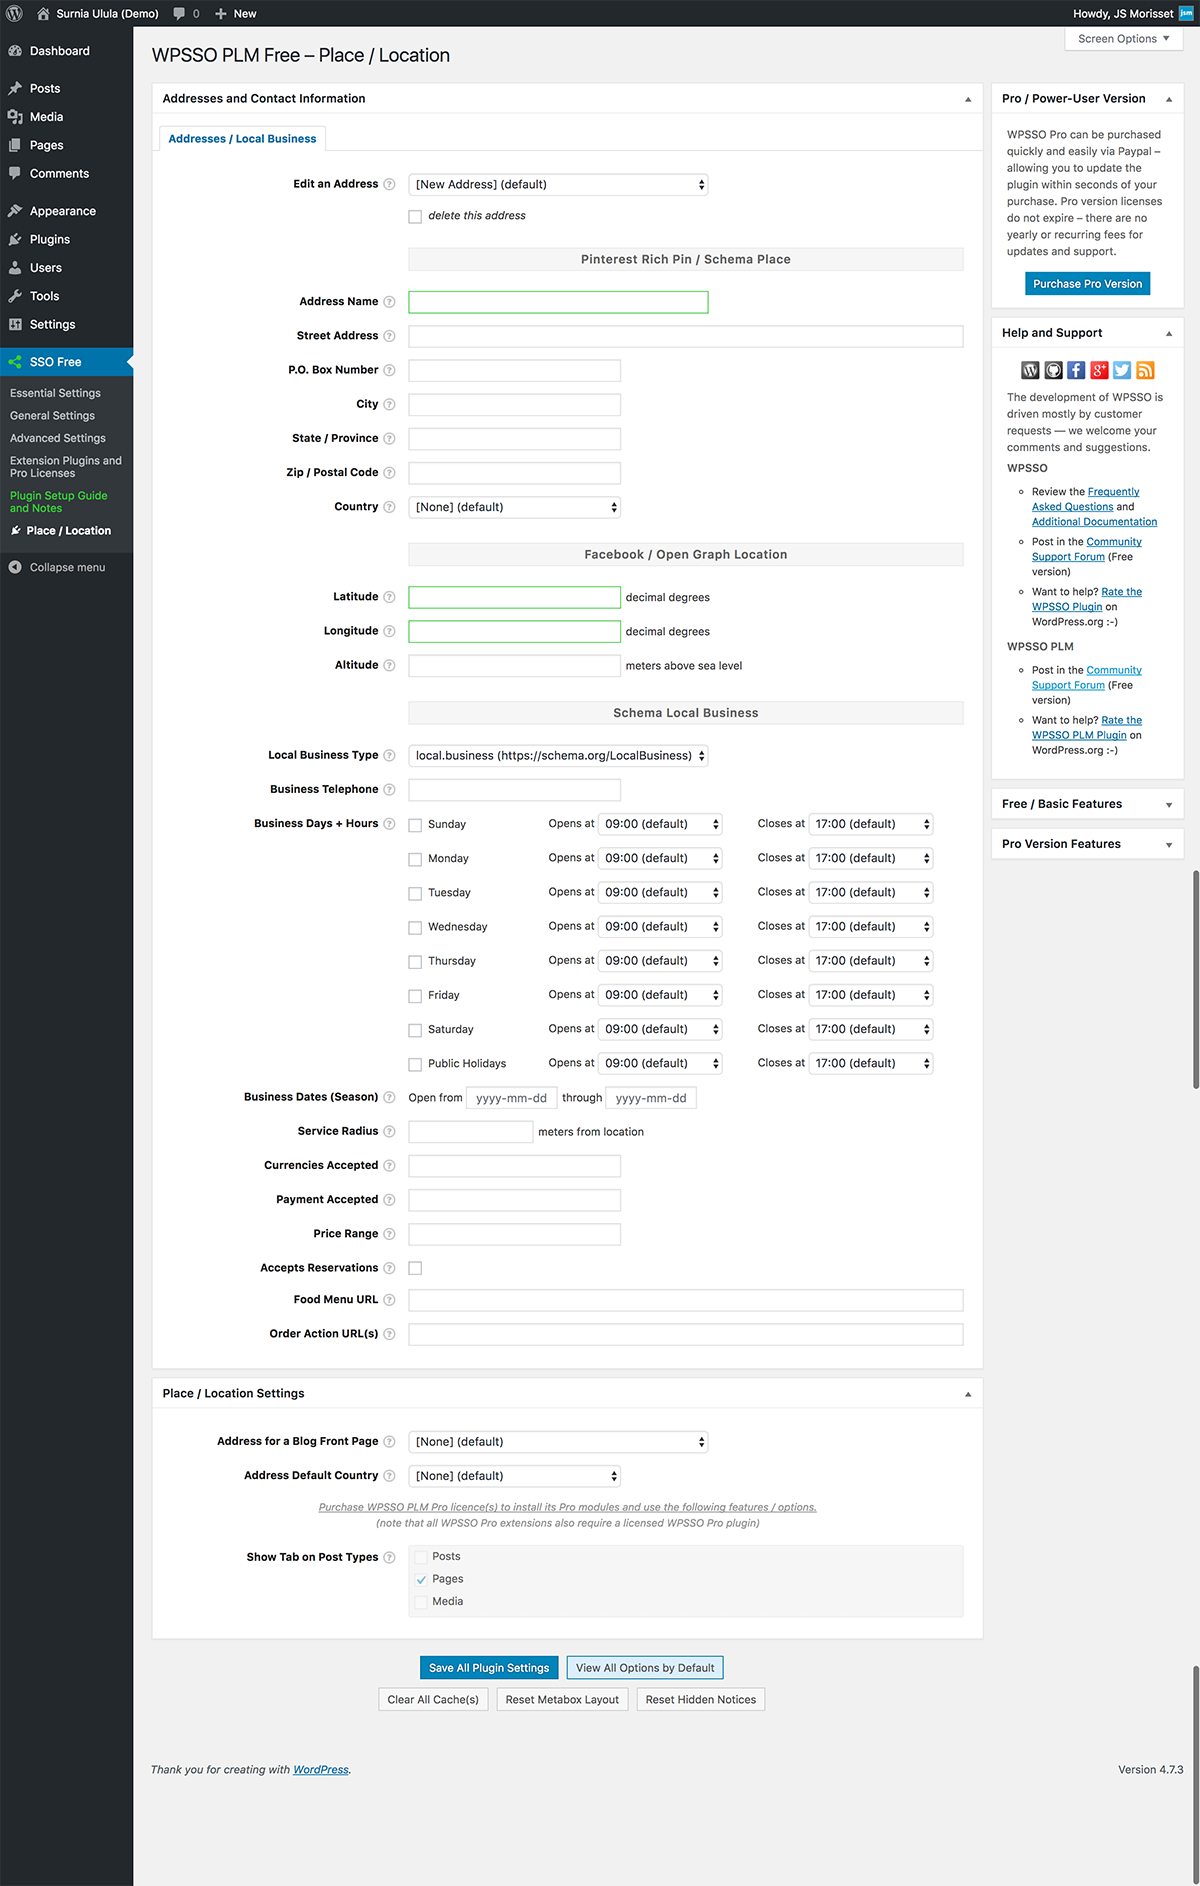 Surnia Ulula (Demo) 0 New Howdy, JS Morisset jsm
Screen Options
Dashboard
Posts
Media
Pages
Comments
Appearance
Plugins
Users
Tools
Settings
SSO Free
Essential Settings
General Settings
Advanced Settings
Extension Plugins and
Pro Licenses
Plugin Setup Guide
and Notes
Place / Location
Collapse menu
WPSSO PLM Free – Place / Location
Addresses and Contact Information
Addresses / Local Business
Edit an Address ? [New Address] (default)
delete this address
Pinterest Rich Pin / Schema Place
Address Name ?
Street Address ?
P.O. Box Number ?
City ?
State / Province ?
Zip / Postal Code ?
Country ? [None] (default)
Facebook / Open Graph Location
Latitude ? decimal degrees
Longitude ? decimal degrees
Altitude ? meters above sea level
Schema Local Business
Local Business Type ? local.business (https://schema.org/LocalBusiness)
Business Telephone ?
Business Days + Hours ? Sunday Opens at 09:00 (default) Closes at 17:00 (default)
Monday Opens at 09:00 (default) Closes at 17:00 (default)
Tuesday Opens at 09:00 (default) Closes at 17:00 (default)
Wednesday Opens at 09:00 (default) Closes at 17:00 (default)
Thursday Opens at 09:00 (default) Closes at 17:00 (default)
Friday Opens at 09:00 (default) Closes at 17:00 (default)
Saturday Opens at 09:00 (default) Closes at 17:00 (default)
Public Holidays Opens at 09:00 (default) Closes at 17:00 (default)
Business Dates (Season) ? Open from yyyy-mm-dd through yyyy-mm-dd
Service Radius ? meters from location
Currencies Accepted ?
Payment Accepted ?
Price Range ?
Accepts Reservations ?
Food Menu URL ?
Order Action URL(s) ?
Place / Location Settings
Address for a Blog Front Page ? [None] (default)
Address Default Country ? [None] (default)
Purchase WPSSO PLM Pro licence(s) to install its Pro modules and use the following features / options.
(note that all WPSSO Pro extensions also require a licensed WPSSO Pro plugin)
Show Tab on Post Types ? Posts
Pages
Media
Save All Plugin Settings View All Options by Default
Clear All Cache(s) Reset Metabox Layout Reset Hidden Notices
Pro / Power-User Version
WPSSO Pro can be purchased
quickly and easily via Paypal –
allowing you to update the
plugin within seconds of your
purchase. Pro version licenses
do not expire – there are no
yearly or recurring fees for
updates and support.
Purchase Pro Version
Help and Support
The development of WPSSO is
driven mostly by customer
requests — we welcome your
comments and suggestions.
WPSSO
Review the Frequently
Asked Questions and
Additional Documentation
Post in the Community
Support Forum (Free
version)
Want to help? Rate the
WPSSO Plugin on
WordPress.org :-)
WPSSO PLM
Post in the Community
Support Forum (Free
version)
Want to help? Rate the
WPSSO PLM Plugin on
WordPress.org :-)
Free / Basic Features
Pro Version Features
Thank you for creating with WordPress. Version 4.7.3